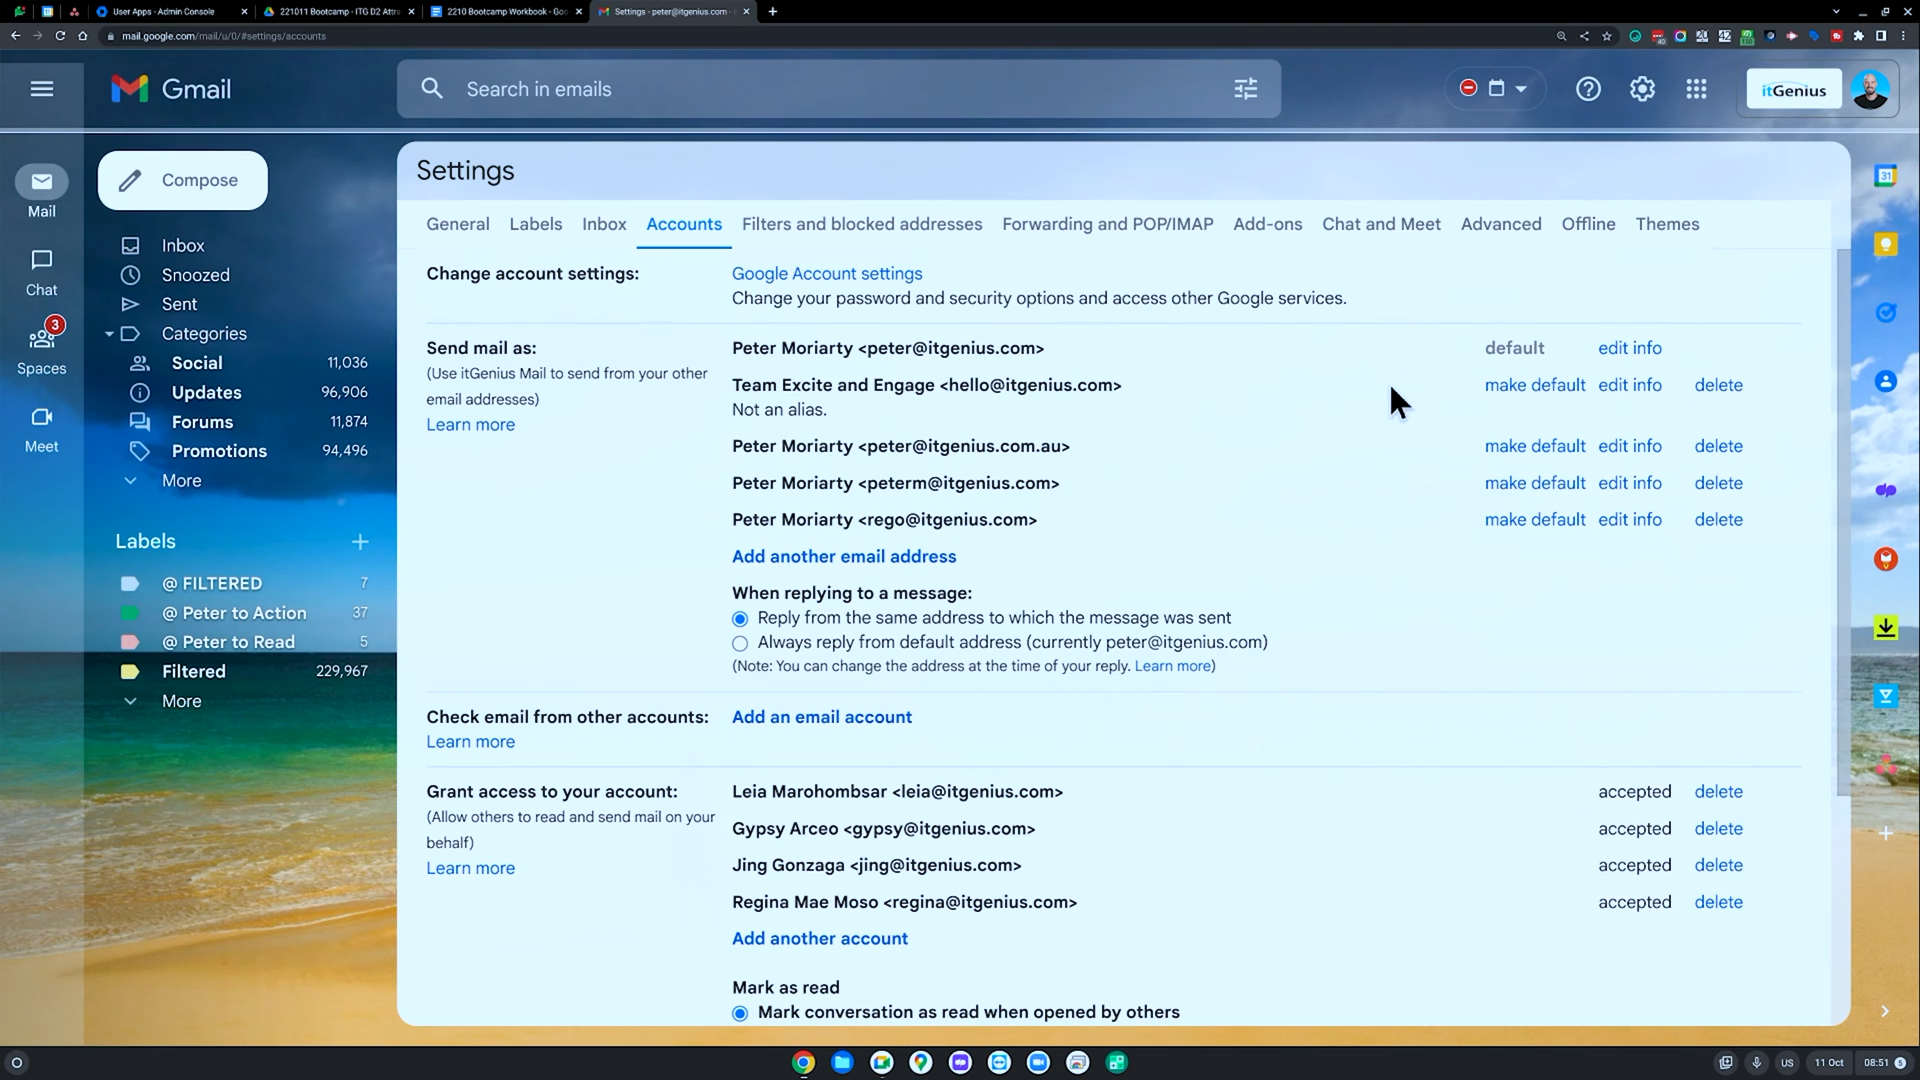 User Apps - Admin Console
221011 Bootcamp - ITG D2 Attra
2210 Bootcamp Workbook - Goo
Settings - peter@itgenius.com -
mail.google.com/mail/u/0/#settings/accounts
Gmail
Search in emails
itGenius
Mail
Chat
3
Spaces
Meet
Compose
Inbox
Snoozed
Sent
Categories
Social 11,036
Updates 96,906
Forums 11,874
Promotions 94,496
More
Labels
@ FILTERED 7
@ Peter to Action 37
@ Peter to Read 5
Filtered 229,967
More
Settings
General Labels Inbox Accounts Filters and blocked addresses Forwarding and POP/IMAP Add-ons Chat and Meet Advanced Offline Themes
Change account settings: Google Account settings
Change your password and security options and access other Google services.
Send mail as:
(Use itGenius Mail to send from your other
email addresses)
Learn more
Peter Moriarty <peter@itgenius.com> default edit info
Team Excite and Engage <hello@itgenius.com> make default edit info delete
Not an alias.
Peter Moriarty <peter@itgenius.com.au> make default edit info delete
Peter Moriarty <peterm@itgenius.com> make default edit info delete
Peter Moriarty <rego@itgenius.com> make default edit info delete
Add another email address
When replying to a message:
Reply from the same address to which the message was sent
Always reply from default address (currently peter@itgenius.com)
(Note: You can change the address at the time of your reply. Learn more)
Check email from other accounts: Add an email account
Learn more
Grant access to your account:
(Allow others to read and send mail on your
behalf)
Learn more
Leia Marohombsar <leia@itgenius.com> accepted delete
Gypsy Arceo <gypsy@itgenius.com> accepted delete
Jing Gonzaga <jing@itgenius.com> accepted delete
Regina Mae Moso <regina@itgenius.com> accepted delete
Add another account
Mark as read
Mark conversation as read when opened by others
31
US
11 Oct
08:51
5